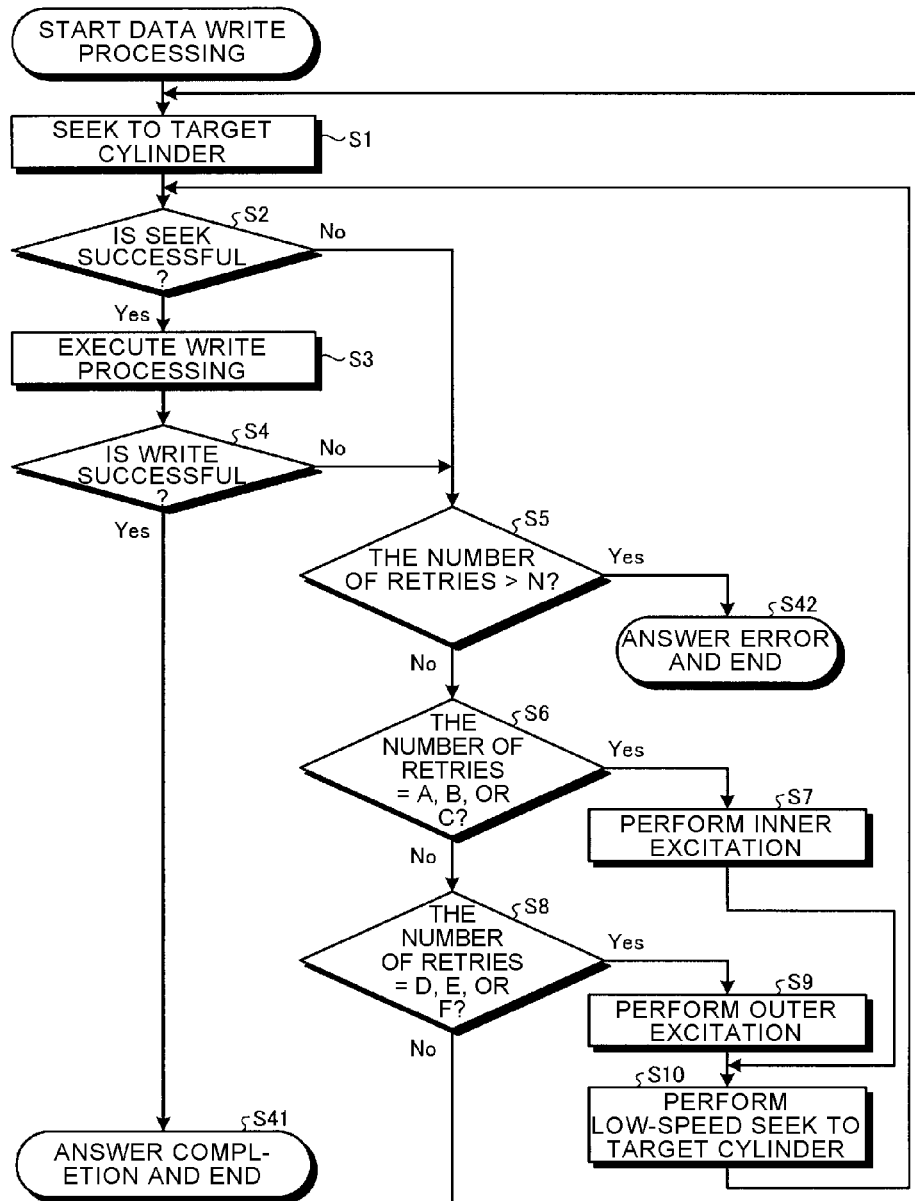 START DATA WRITE
PROCESSING
SEEK TO TARGET
CYLINDER
S1
S2
IS SEEK
SUCCESSFUL
?
No
Yes
EXECUTE WRITE
PROCESSING
S3
S4
IS WRITE
SUCCESSFUL
?
No
Yes
S5
THE NUMBER
OF RETRIES > N?
Yes
No
S42
ANSWER ERROR
AND END
S6
THE
NUMBER OF
RETRIES
= A, B, OR
C?
Yes
No
S7
PERFORM INNER
EXCITATION
S8
THE
NUMBER
OF RETRIES
= D, E, OR
F?
Yes
No
S9
PERFORM OUTER
EXCITATION
S10
PERFORM
LOW-SPEED SEEK TO
TARGET CYLINDER
S41
ANSWER COMPL-
ETION AND END